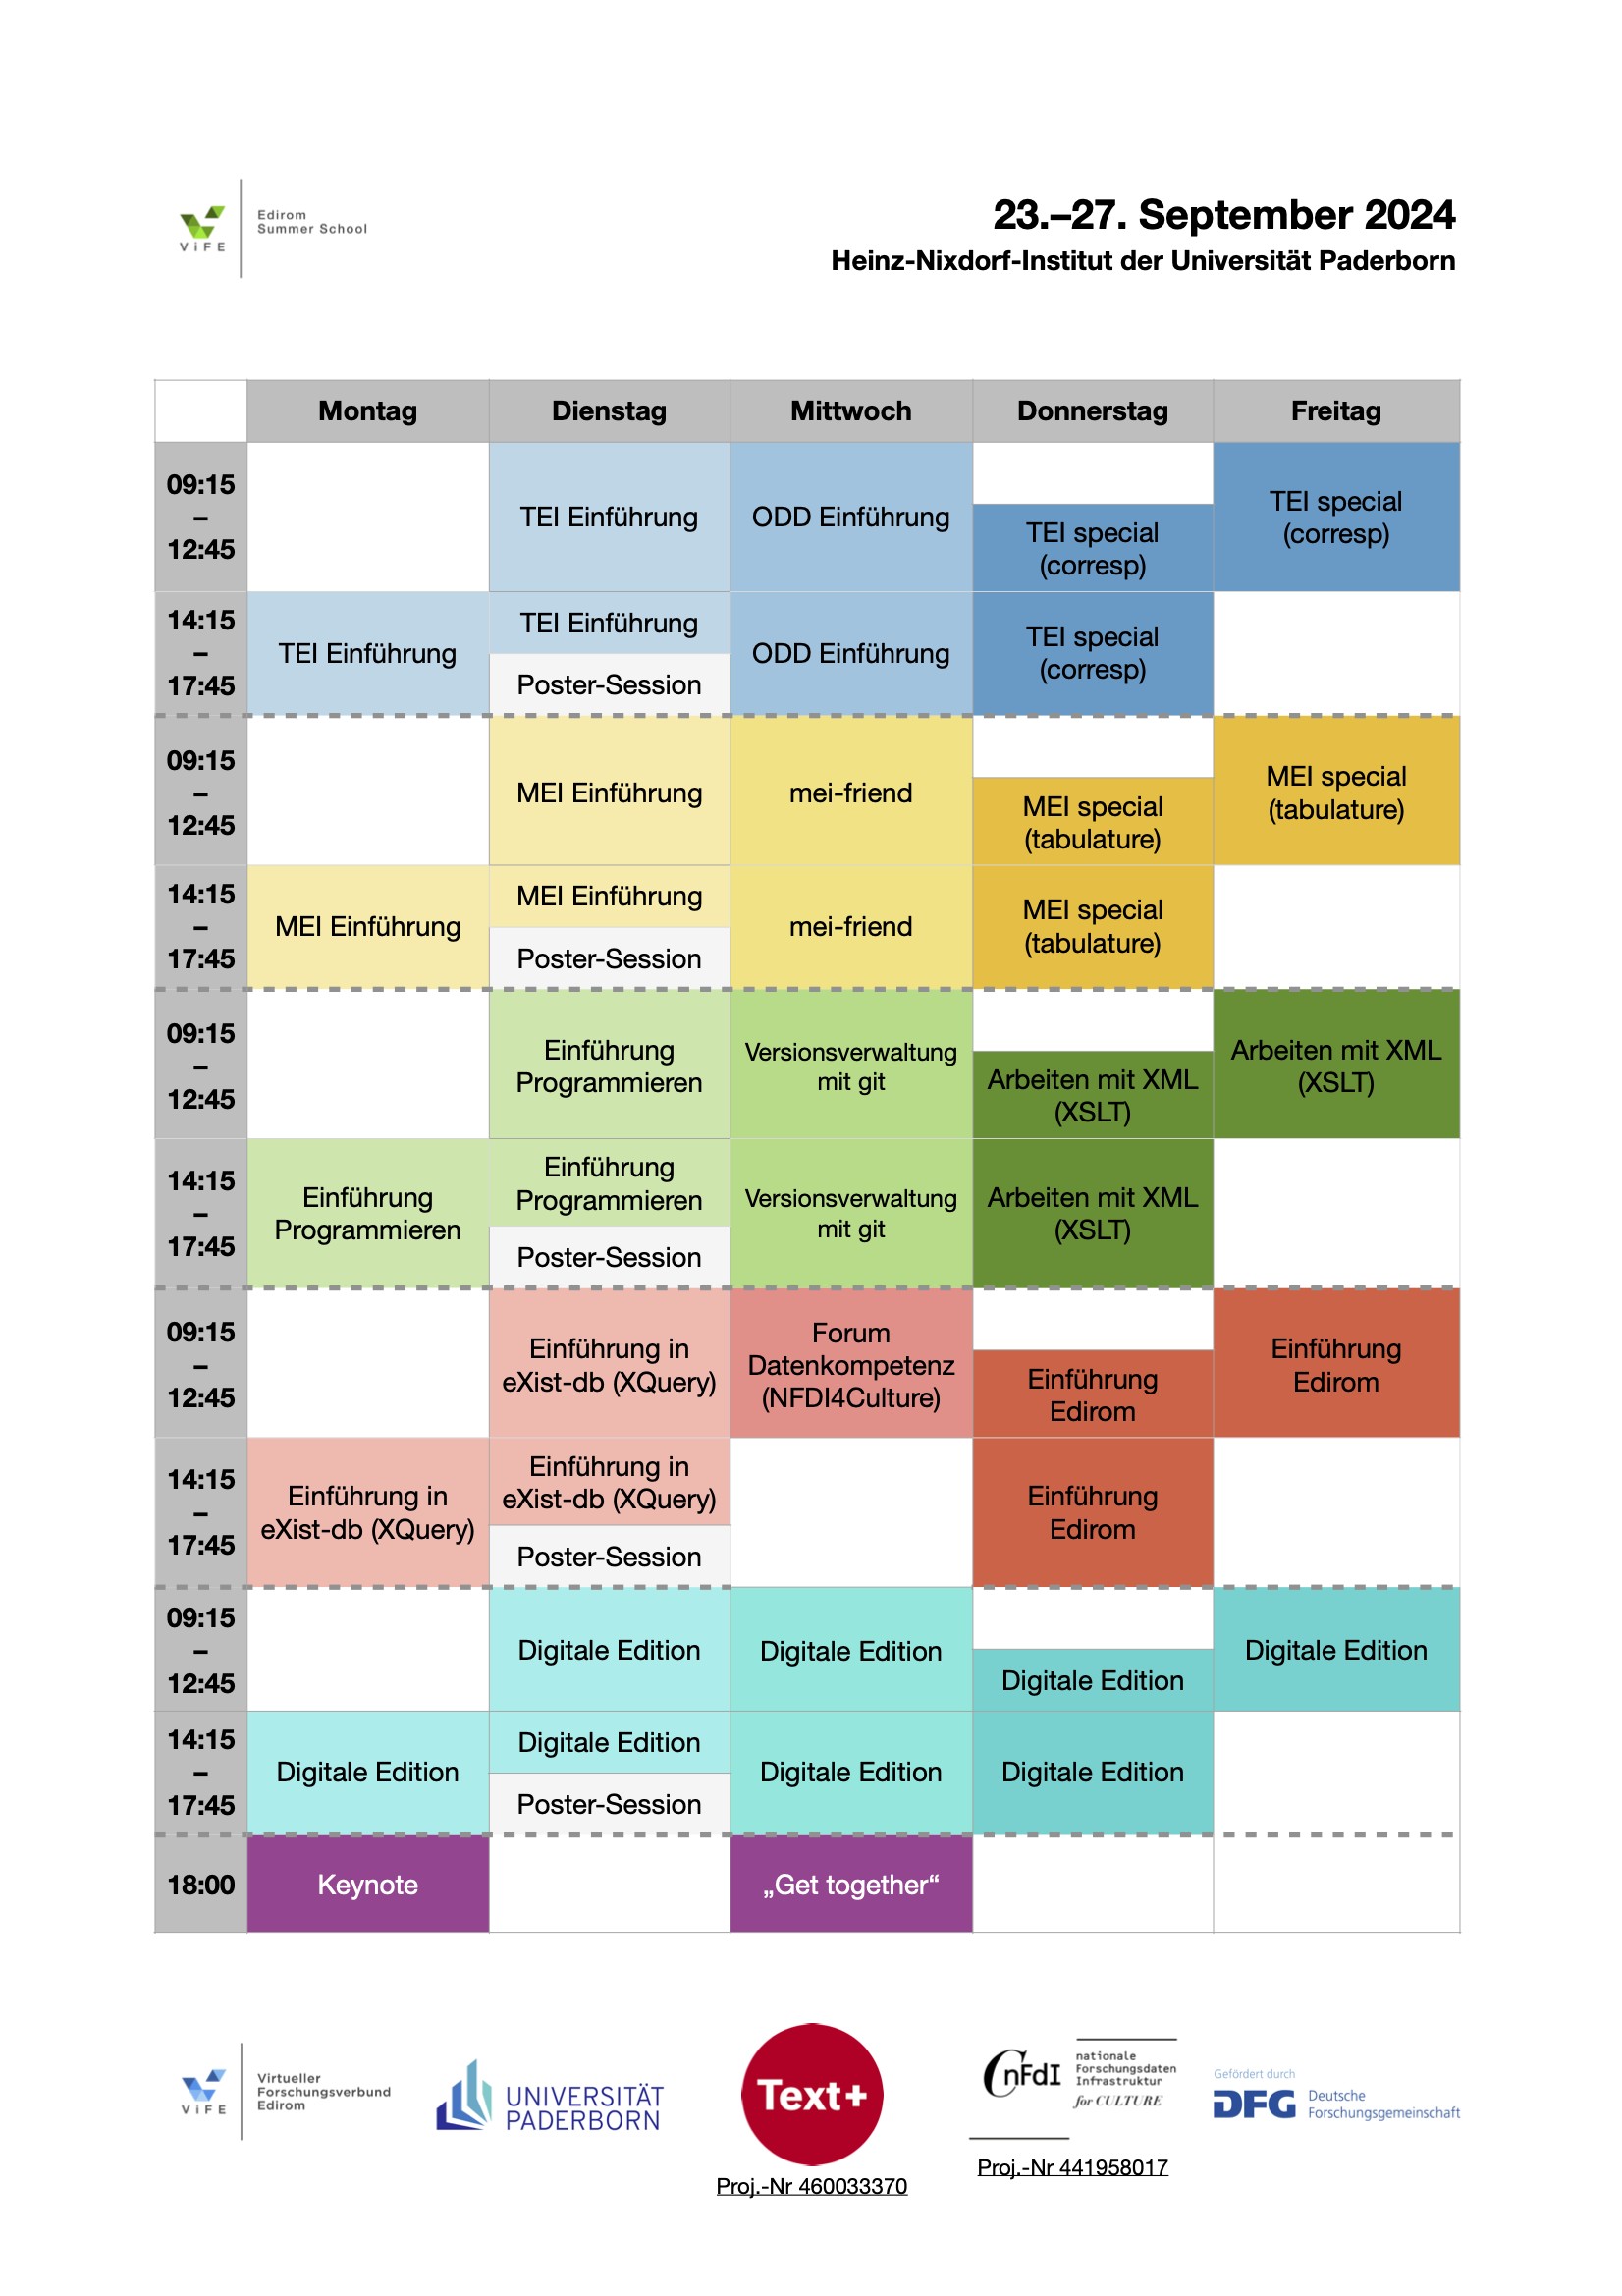 ViFE
Edirom
Summer School
23.–27. September 2024
Heinz-Nixdorf-Institut der Universität Paderborn
Montag Dienstag Mittwoch Donnerstag Freitag
09:15
–
12:45
TEI Einführung
ODD Einführung
TEI special
(corresp)
TEI special
(corresp)
14:15
–
17:45
TEI Einführung
TEI Einführung
Poster-Session
ODD Einführung
TEI special
(corresp)
09:15
–
12:45
MEI Einführung
mei-friend
MEI special
(tabulature)
MEI special
(tabulature)
14:15
–
17:45
MEI Einführung
MEI Einführung
Poster-Session
mei-friend
MEI special
(tabulature)
09:15
–
12:45
Einführung
Programmieren
Versionsverwaltung
mit git
Arbeiten mit XML
(XSLT)
Arbeiten mit XML
(XSLT)
14:15
–
17:45
Einführung
Programmieren
Einführung
Programmieren
Poster-Session
Versionsverwaltung
mit git
Arbeiten mit XML
(XSLT)
09:15
–
12:45
Einführung in
eXist-db (XQuery)
Forum
Datenkompetenz
(NFDI4Culture)
Einführung
Edirom
Einführung
Edirom
14:15
–
17:45
Einführung in
eXist-db (XQuery)
Einführung in
eXist-db (XQuery)
Poster-Session
Einführung
Edirom
09:15
–
12:45
Digitale Edition
Digitale Edition
Digitale Edition
Digitale Edition
14:15
–
17:45
Digitale Edition
Digitale Edition
Poster-Session
Digitale Edition
Digitale Edition
18:00
Keynote
„Get together“
ViFE
Virtueller
Forschungsverbund
Edirom
UNIVERSITÄT
PADERBORN
Text+
Proj.-Nr 460033370
nFdI
nationale
Forschungsdaten
Infrastruktur
for CULTURE
Proj.-Nr 441958017
Gefördert durch
DFG
Deutsche
Forschungsgemeinschaft